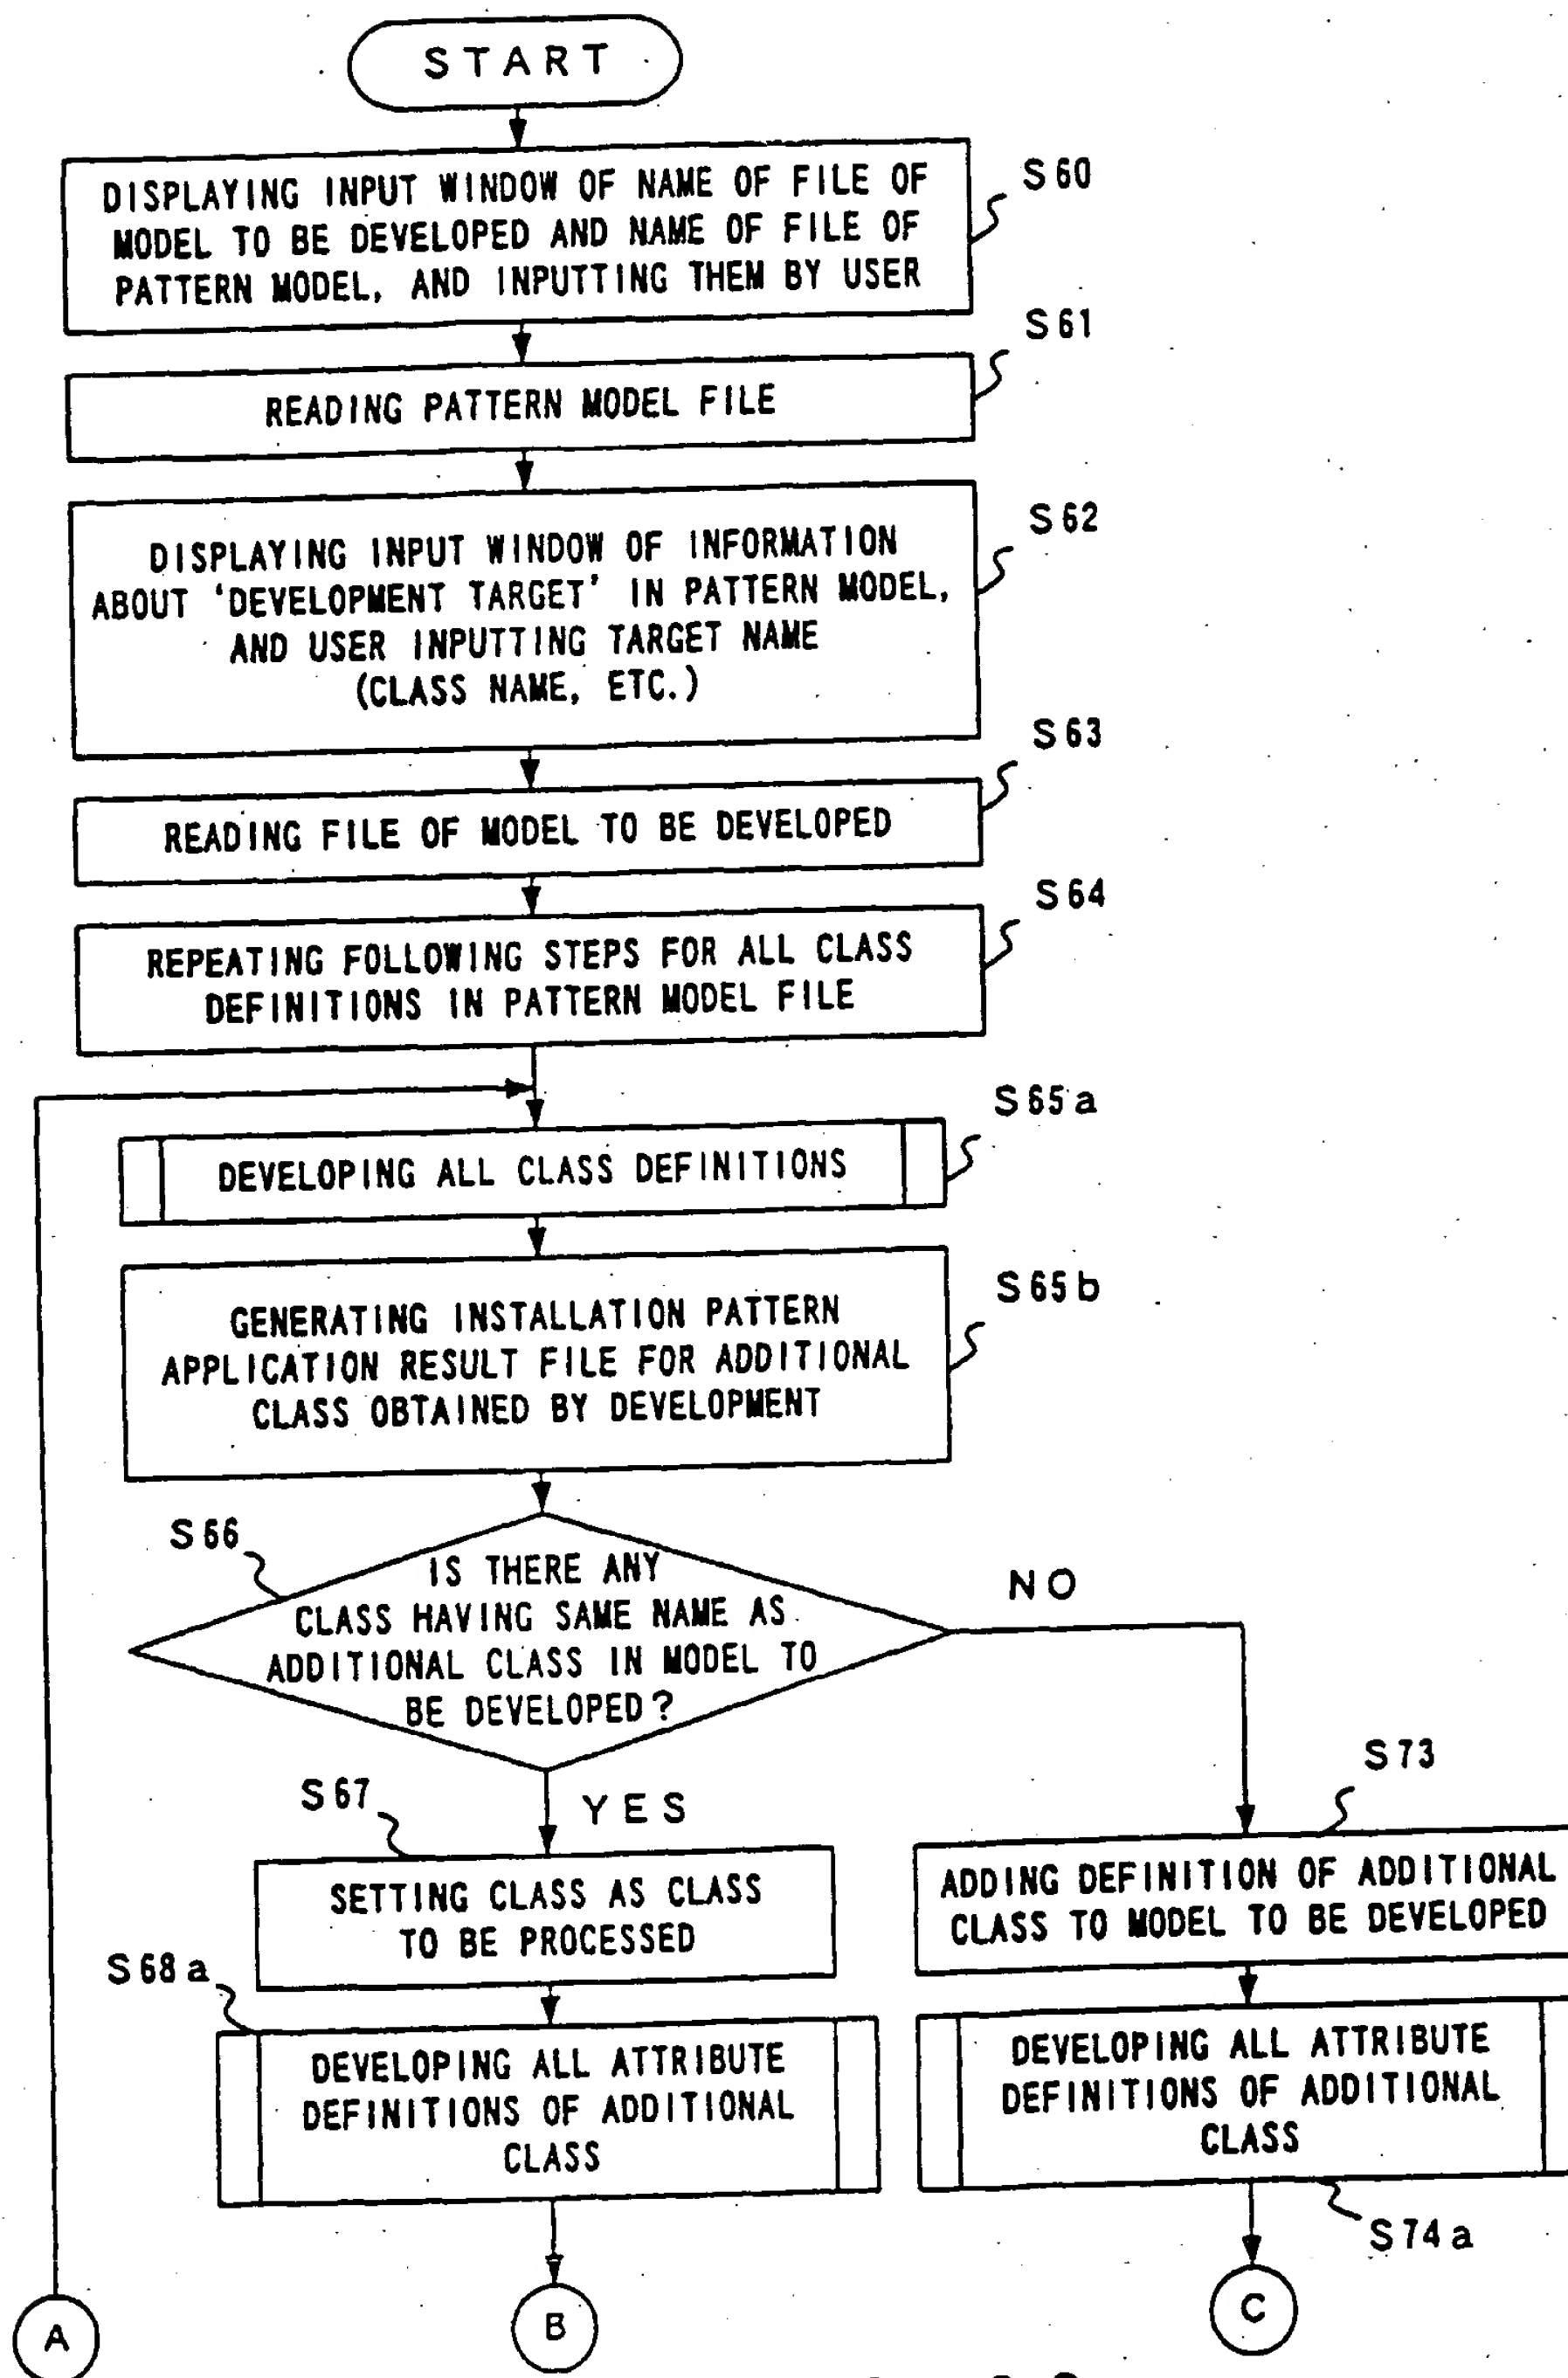 START
S60
DISPLAYING INPUT WINDOW OF NAME OF FILE OF
MODEL TO BE DEVELOPED AND NAME OF FILE OF
PATTERN MODEL, AND INPUTTING THEM BY USER
S61
READING PATTERN MODEL FILE
S62
DISPLAYING INPUT WINDOW OF INFORMATION
ABOUT 'DEVELOPMENT TARGET' IN PATTERN MODEL,
AND USER INPUTTING TARGET NAME
(CLASS NAME, ETC.)
S63
READING FILE OF MODEL TO BE DEVELOPED
S64
REPEATING FOLLOWING STEPS FOR ALL CLASS
DEFINITIONS IN PATTERN MODEL FILE
S65a
DEVELOPING ALL CLASS DEFINITIONS
S65b
GENERATING INSTALLATION PATTERN
APPLICATION RESULT FILE FOR ADDITIONAL
CLASS OBTAINED BY DEVELOPMENT
S66
IS THERE ANY
CLASS HAVING SAME NAME AS
ADDITIONAL CLASS IN MODEL TO
BE DEVELOPED?
NO
YES
S67
SETTING CLASS AS CLASS
TO BE PROCESSED
S73
ADDING DEFINITION OF ADDITIONAL
CLASS TO MODEL TO BE DEVELOPED
S68a
DEVELOPING ALL ATTRIBUTE
DEFINITIONS OF ADDITIONAL
CLASS
DEVELOPING ALL ATTRIBUTE
DEFINITIONS OF ADDITIONAL
CLASS
S74a
A
B
C